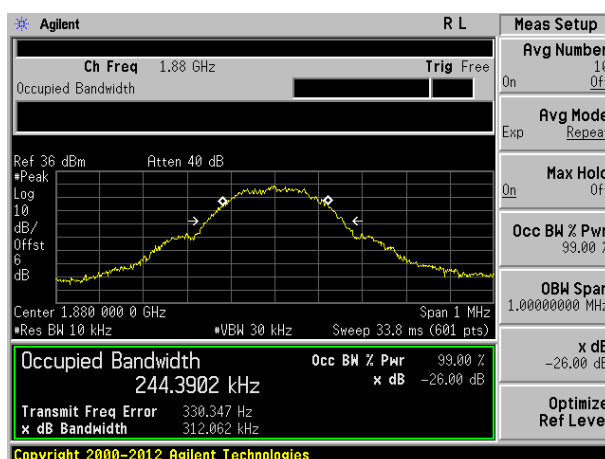 Agilent R L
Ch Freq 1.88 GHz Trig Free
Occupied Bandwidth
Ref 36 dBm Atten 40 dB
#Peak
Log
10
dB/
Offst
6
dB
Center 1.880 000 0 GHz Span 1 MHz
#Res BW 10 kHz #VBW 30 kHz Sweep 33.8 ms (601 pts)
Occupied Bandwidth Occ BW % Pwr 99.00 %
244.3902 kHz x dB -26.00 dB
Transmit Freq Error 330.347 Hz
x dB Bandwidth 312.062 kHz
Copyright 2000-2012 Agilent Technologies
Meas Setup
Avg Number
10
On Of
Avg Mode
Exp Repeat
Max Hold
On Of
Occ BW % Pwr
99.00 %
OBW Span
1.00000000 MHz
x dB
-26.00 dB
Optimize
Ref Leve